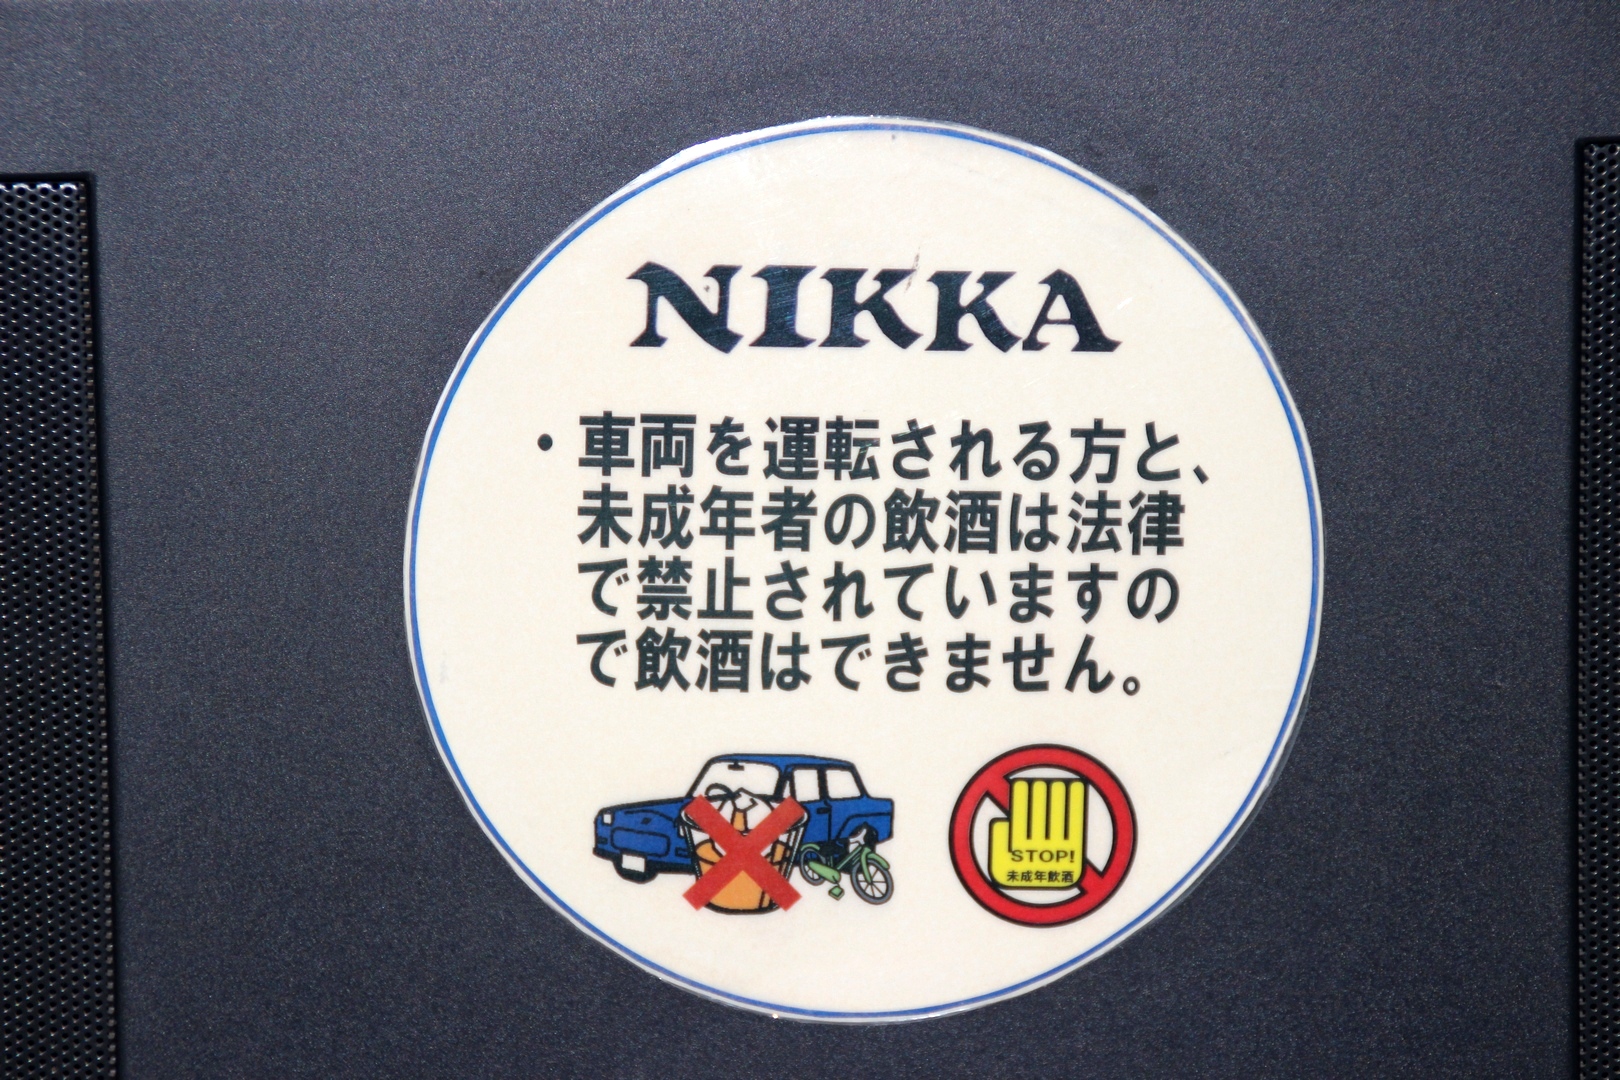 NIKKA
・車両を運転される方と、
未成年者の飲酒は法律
で禁止されていますの
で飲酒はできません。
STOP!
未成年飲酒